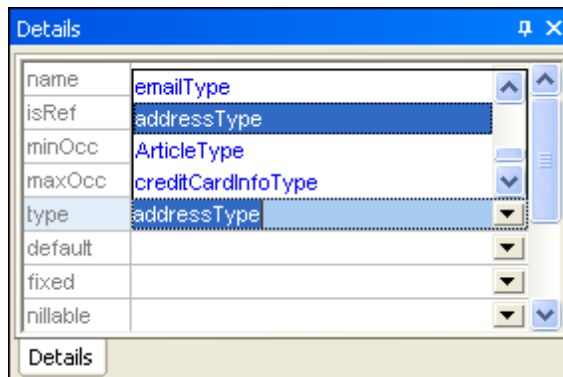 Details
name
emailType
isRef
addressType
minOcc
ArticleType
maxOcc
creditCardInfoType
type
addressType
default
fixed
nillable
Details